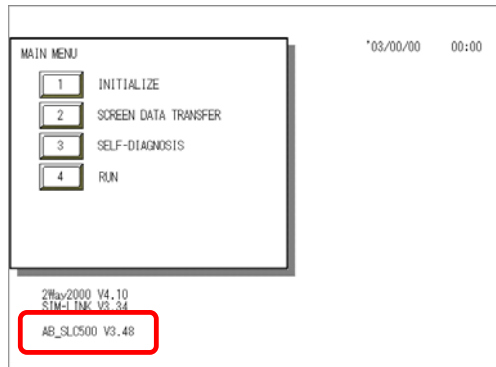 MAIN MENU
'03/00/00 00:00
1 INITIALIZE
2 SCREEN DATA TRANSFER
3 SELF-DIAGNOSIS
4 RUN
2Way2000 V4.10
SIM-LINK V3.34
AB_SLC500 V3.48